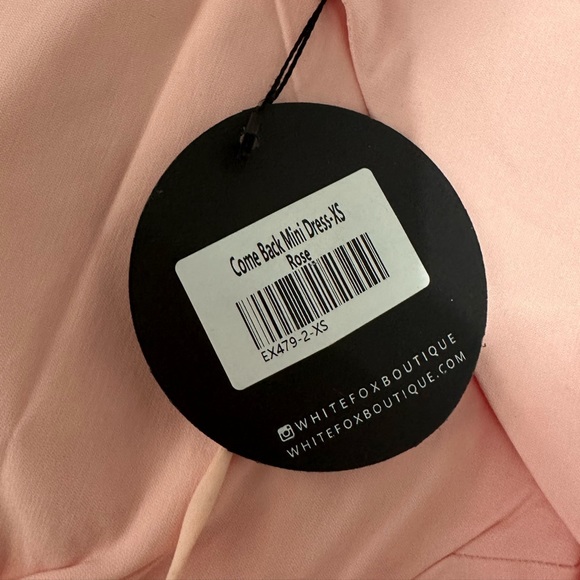 Come Back Mini Dress-XS
Rose
EX479-2-XS
WHITEFOXBOUTIQUE
WHITEFOXBOUTIQUE.COM